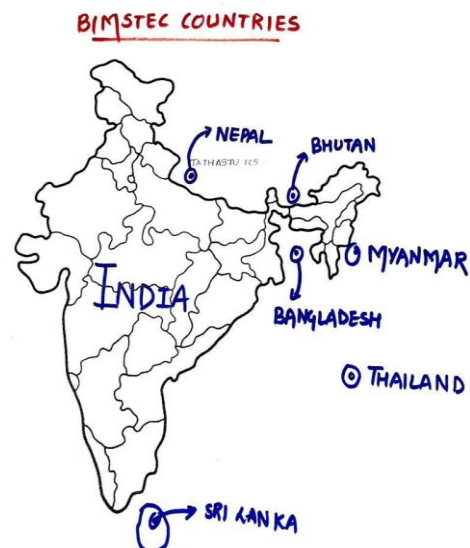 BIMSTEC COUNTRIES
NEPAL
TATHASTU ICS
BHUTAN
MYANMAR
INDIA
BANGLADESH
THAILAND
SRI LANKA